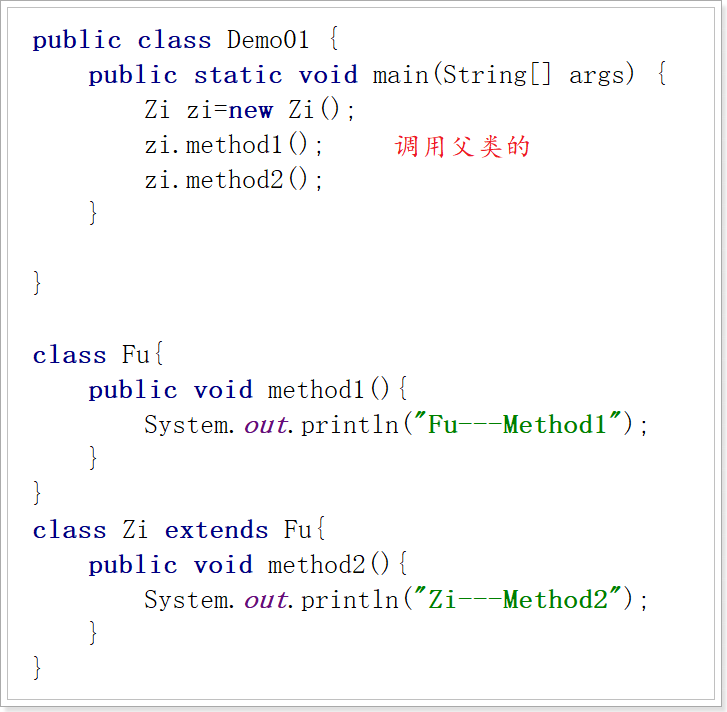 public class Demo01 {
    public static void main(String[] args) {
        Zi zi=new Zi();
        zi.method1();    调用父类的
        zi.method2();
    }
}
class Fu{
    public void method1(){
        System.out.println("Fu---Method1");
    }
}
class Zi extends Fu{
    public void method2(){
        System.out.println("Zi---Method2");
    }
}